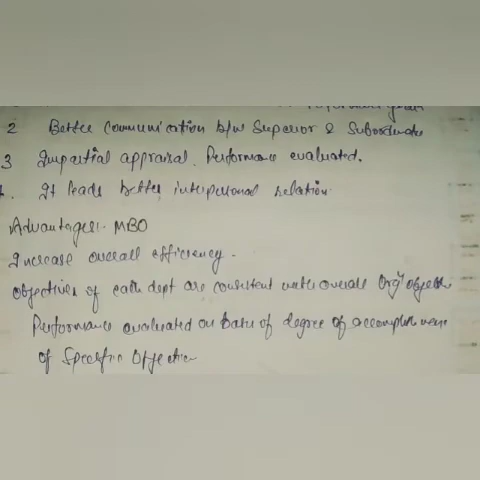 2 Better Communication b/w Superior & Subordinate
3 Impartial appraisal. Performance evaluated.
It leads better interpersonal relation
Advantages:- MBO
Increase overall efficiency.
Objectives of each dept are consistent with overall Org'l objectives
Performance evaluated on basis of degree of accomplishment
of Specific Objective